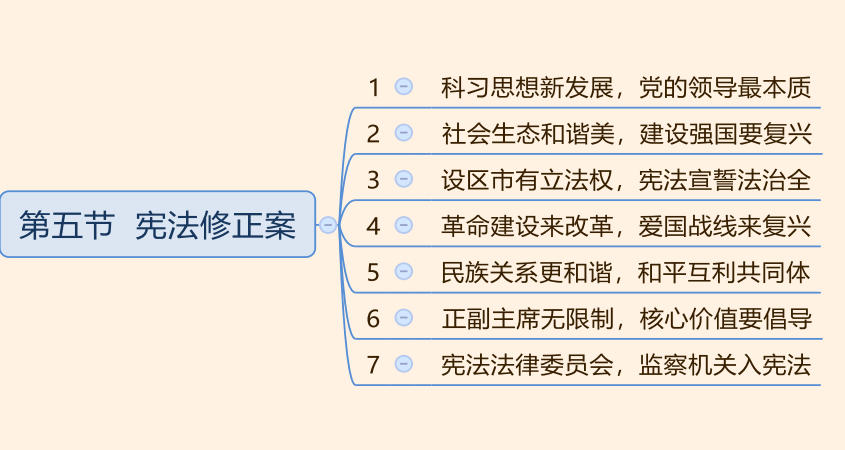 第五节 宪法修正案
1 科习思想新发展，党的领导最本质
2 社会生态和谐美，建设强国要复兴
3 设区市有立法权，宪法宣誓法治全
4 革命建设来改革，爱国战线来复兴
5 民族关系更和谐，和平互利共同体
6 正副主席无限制，核心价值要倡导
7 宪法法律委员会，监察机关入宪法